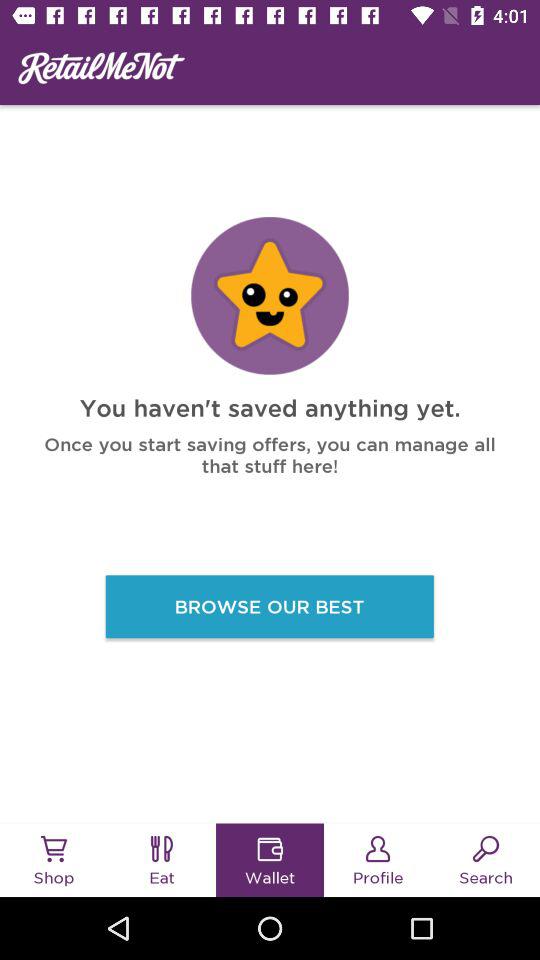 4:01
RetailMeNot
You haven't saved anything yet.
Once you start saving offers, you can manage all
that stuff here!
BROWSE OUR BEST
Shop
Eat
Wallet
Profile
Search